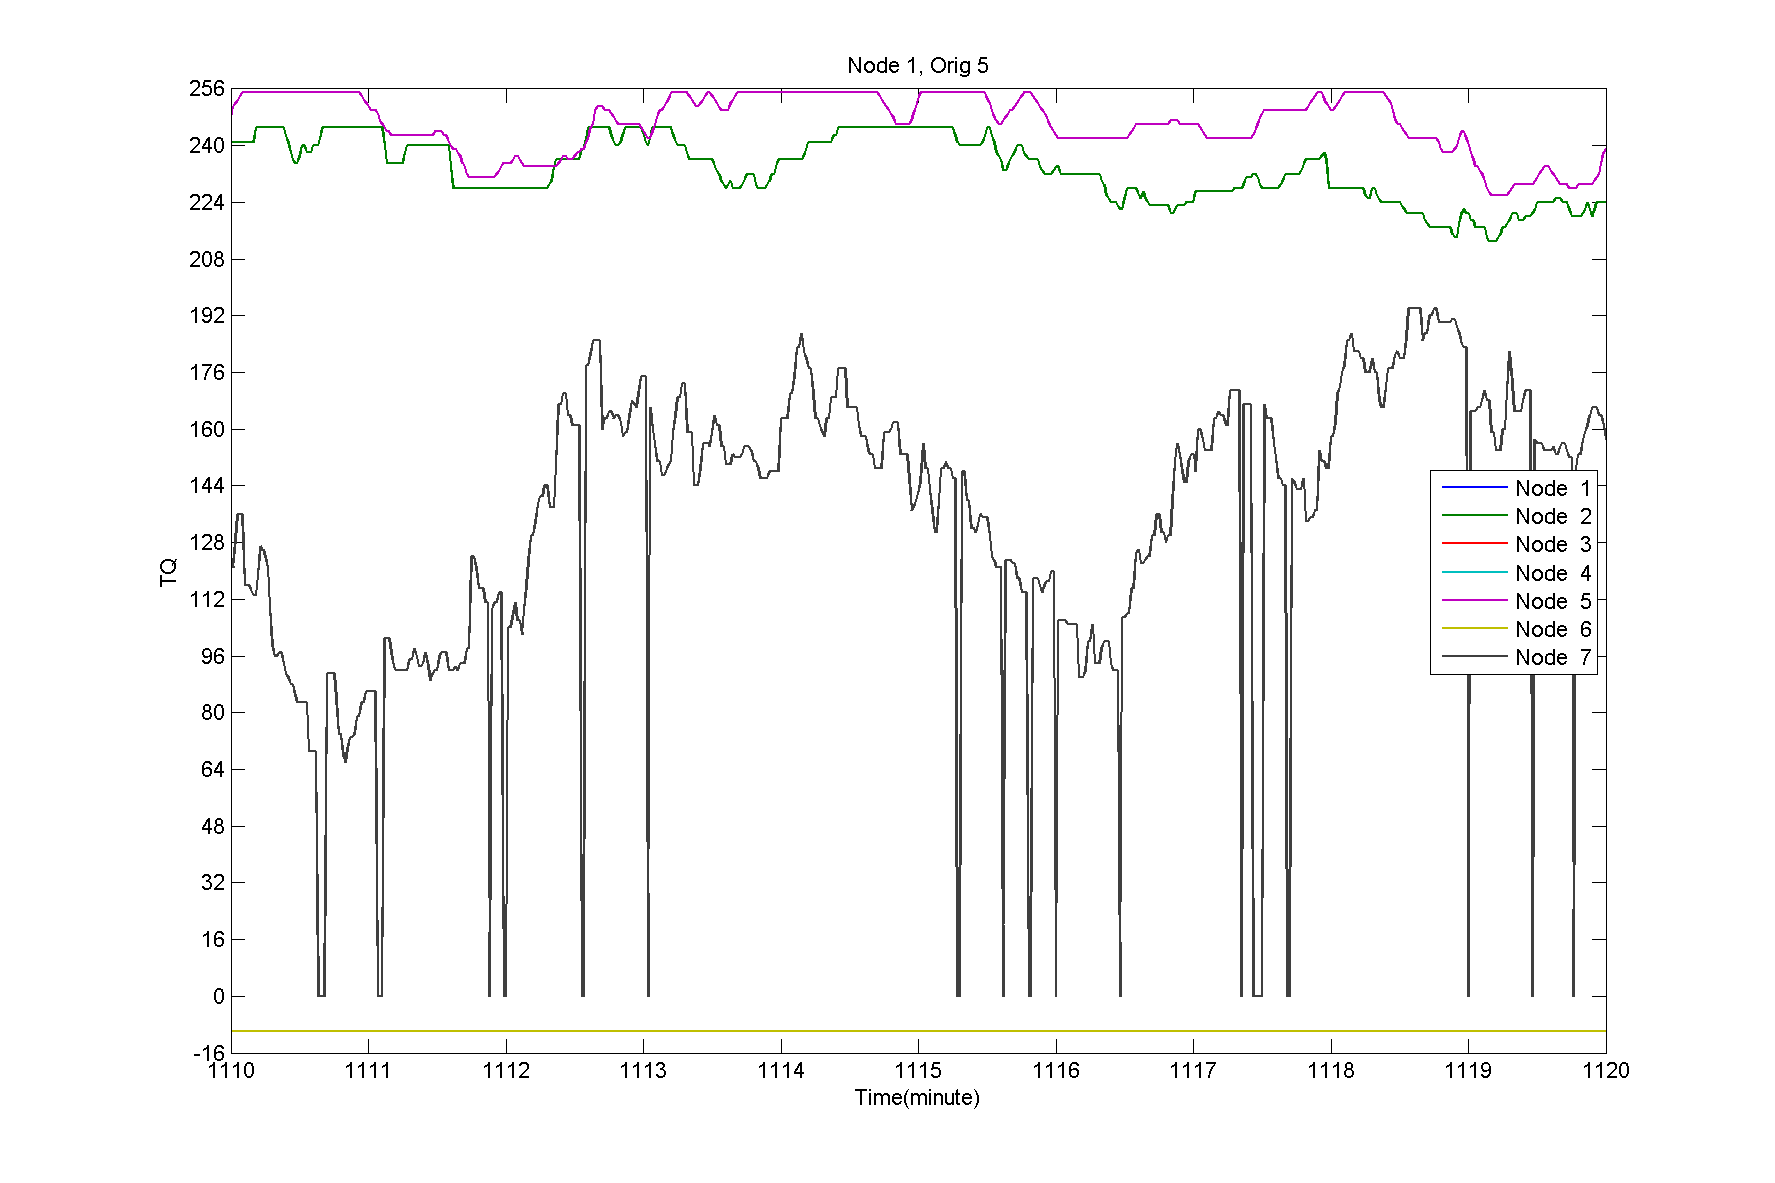 Node 1, Orig 5
256
240
224
208
192
176
160
144
128
112
96
80
64
48
32
16
0
-16
TQ
Node 1
Node 2
Node 3
Node 4
Node 5
Node 6
Node 7
1110 1111 1112 1113 1114 1115 1116 1117 1118 1119 1120
Time(minute)